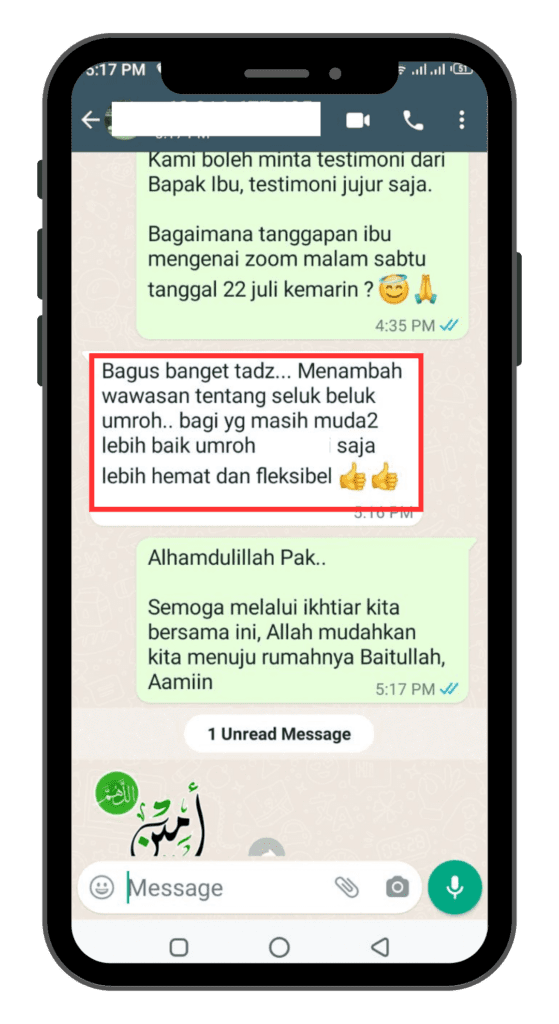 5:17 PM
51
Kami boleh minta testimoni dari
Bapak Ibu, testimoni jujur saja.
Bagaimana tanggapan ibu
mengenai zoom malam sabtu
tanggal 22 juli kemarin ? 😇🙏
4:35 PM
Bagus banget tadz... Menambah
wawasan tentang seluk beluk
umroh.. bagi yg masih muda2
lebih baik umroh saja
lebih hemat dan fleksibel 👍👍
5:16 PM
Alhamdulillah Pak..
Semoga melalui ikhtiar kita
bersama ini, Allah mudahkan
kita menuju rumahnya Baitullah,
Aamiin
5:17 PM
1 Unread Message
اللهم
أمين
Message